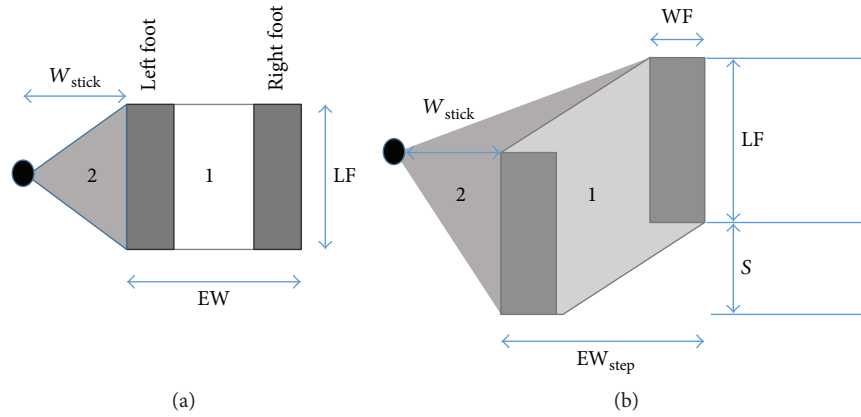 W_stick
Left foot
Right foot
2
1
LF
EW
(a)
WF
W_stick
LF
2
1
S
EW_step
(b)